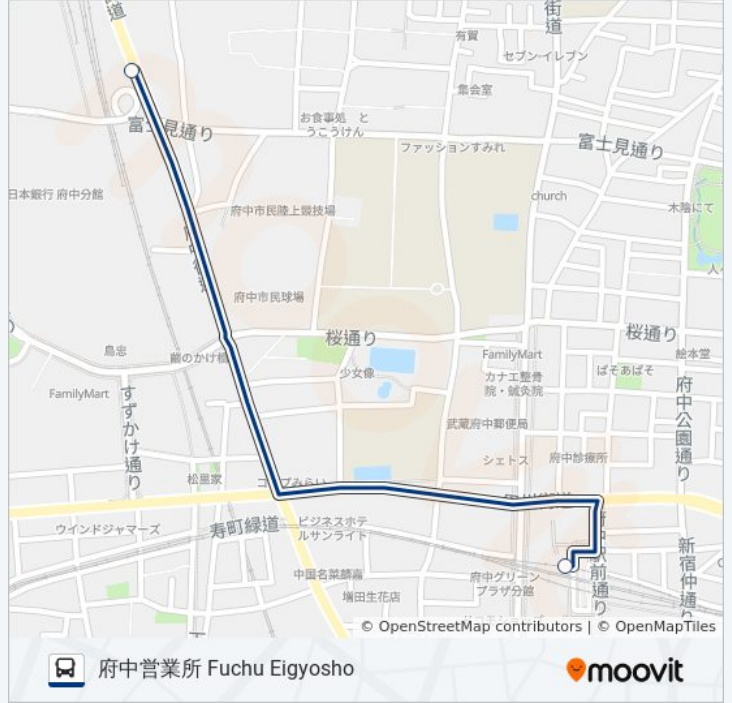 街道
道
有賀
セブン-イレブン
集会室
お食事処 と
うこうけん
富士見通り
ファッションすみれ
富士見通り
日本銀行 府中分館
church
木陰にて
府中市民陸上競技場
府中市民球場
桜通り
桜通り
島忠
FamilyMart
絵本堂
少女像
カナエ整骨
院・鍼灸院
ぱそあぱそ
FamilyMart
すずかけ通り
府中公園通り
武蔵府中郵便局
シェトス
府中診療所
松里家
ウインドジャマーズ
寿町緑道
ビジネスホテ
ルサンライト
新宿仲通り
中国名菜麟嘉
府中グリーン
プラザ分館
増田生花店
© OpenStreetMap contributors | © OpenMapTiles
府中営業所 Fuchu Eigyosho
moovit